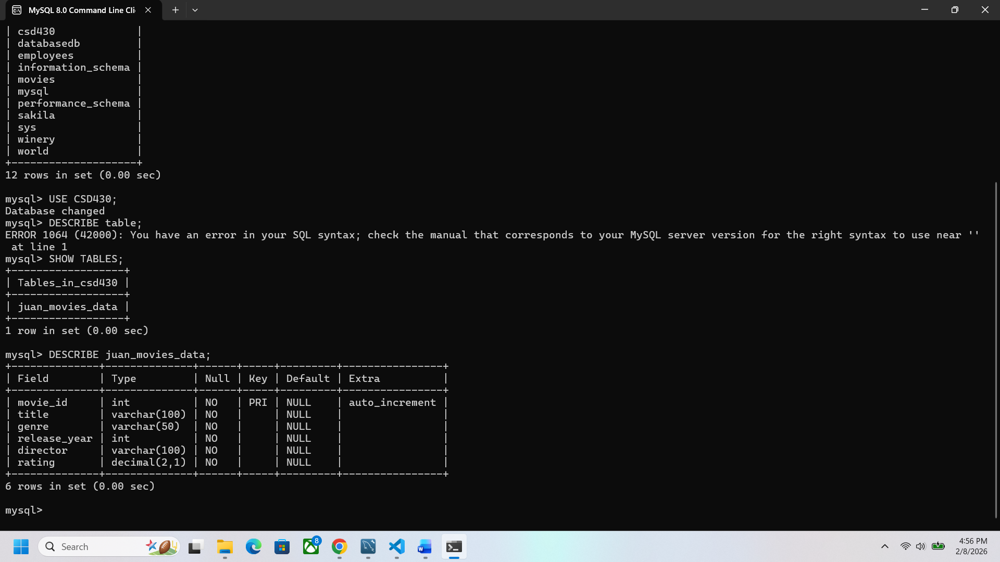 MySQL 8.0 Command Line Cli
| csd430             |
| databasedb         |
| employees          |
| information_schema |
| movies             |
| mysql              |
| performance_schema |
| sakila             |
| sys                |
| winery             |
| world              |
+--------------------+
12 rows in set (0.00 sec)
mysql> USE CSD430;
Database changed
mysql> DESCRIBE table;
ERROR 1064 (42000): You have an error in your SQL syntax; check the manual that corresponds to your MySQL server version for the right syntax to use near ''
 at line 1
mysql> SHOW TABLES;
+------------------+
| Tables_in_csd430 |
+------------------+
| juan_movies_data |
+------------------+
1 row in set (0.00 sec)
mysql> DESCRIBE juan_movies_data;
+--------------+--------------+------+-----+---------+----------------+
| Field        | Type         | Null | Key | Default | Extra          |
+--------------+--------------+------+-----+---------+----------------+
| movie_id     | int          | NO   | PRI | NULL    | auto_increment |
| title        | varchar(100) | NO   |     | NULL    |                |
| genre        | varchar(50)  | NO   |     | NULL    |                |
| release_year | int          | NO   |     | NULL    |                |
| director     | varchar(100) | NO   |     | NULL    |                |
| rating       | decimal(2,1) | NO   |     | NULL    |                |
+--------------+--------------+------+-----+---------+----------------+
6 rows in set (0.00 sec)
mysql>
Search
8
4:56 PM
2/8/2026